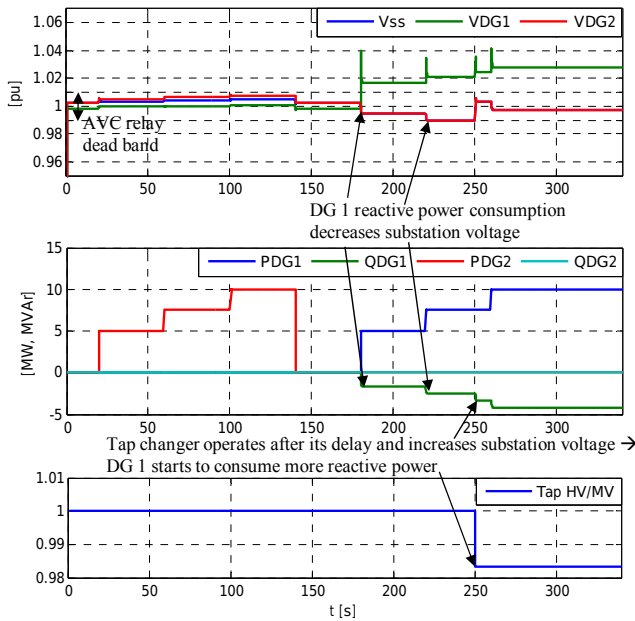 Vss VDG1 VDG2
1.06
1.04
1.02
1
0.98
0.96
[pu]
AVC relay
dead band
0 50 100 150 200 250 300
DG 1 reactive power consumption
decreases substation voltage
PDG1 QDG1 PDG2 QDG2
15
10
5
0
-5
[MW, MVAr]
0 50 100 150 200 250 300
Tap changer operates after its delay and increases substation voltage →
DG 1 starts to consume more reactive power
Tap HV/MV
1.01
1
0.99
0.98
0 50 100 150 200 250 300
t [s]